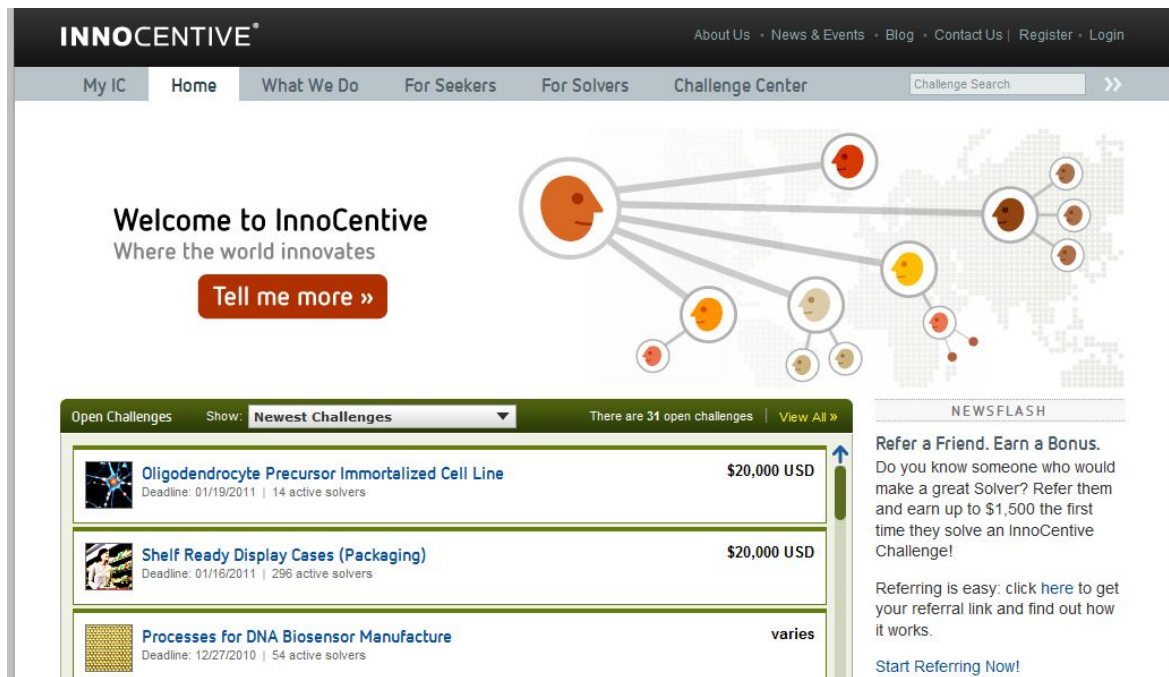 INNOCENTIVE®
About Us • News & Events • Blog • Contact Us | Register • Login
My IC Home What We Do For Seekers For Solvers Challenge Center Challenge Search »
Welcome to InnoCentive
Where the world innovates
Tell me more »
Open Challenges Show: Newest Challenges There are 31 open challenges | View All »
Oligodendrocyte Precursor Immortalized Cell Line $20,000 USD
Deadline: 01/19/2011 | 14 active solvers
Shelf Ready Display Cases (Packaging) $20,000 USD
Deadline: 01/16/2011 | 296 active solvers
Processes for DNA Biosensor Manufacture varies
Deadline: 12/27/2010 | 54 active solvers
NEWSFLASH
Refer a Friend. Earn a Bonus.
Do you know someone who would
make a great Solver? Refer them
and earn up to $1,500 the first
time they solve an InnoCentive
Challenge!
Referring is easy: click here to get
your referral link and find out how
it works.
Start Referring Now!